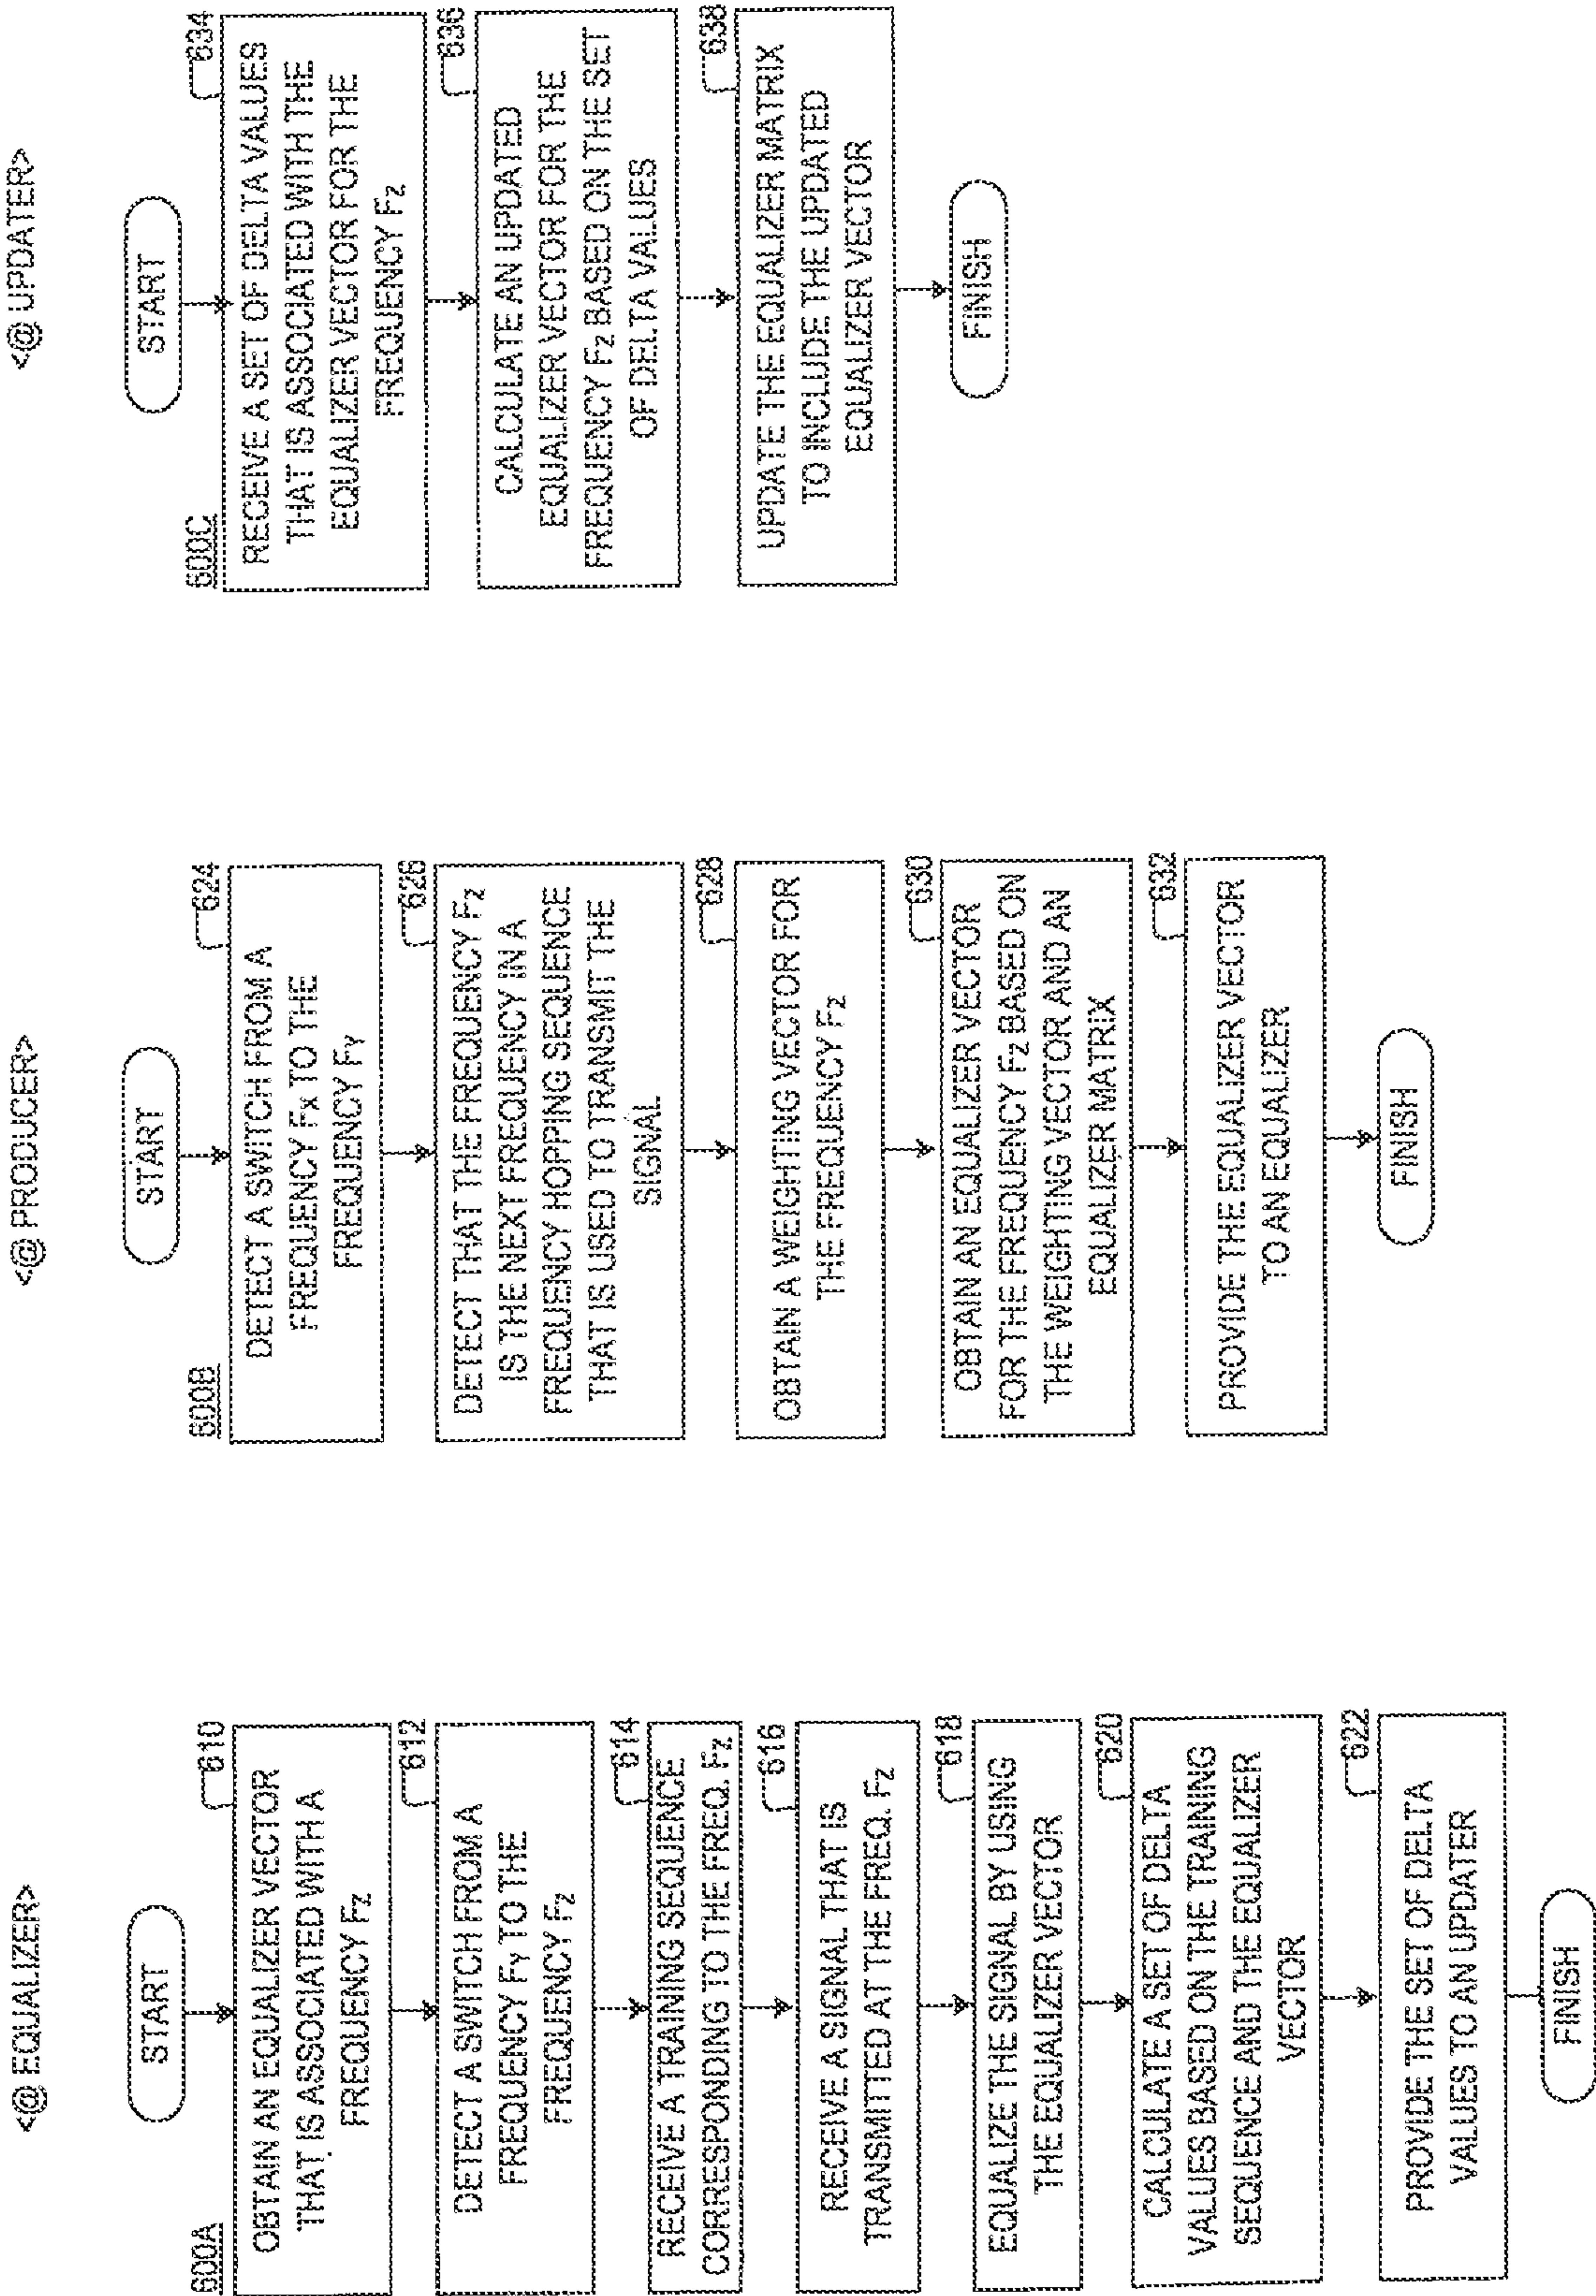 <@ EQUALIZER>
600A
START
610
OBTAIN AN EQUALIZER VECTOR
THAT IS ASSOCIATED WITH A
FREQUENCY Fz
612
DETECT A SWITCH FROM A
FREQUENCY Fy TO THE
FREQUENCY Fz
614
RECEIVE A TRAINING SEQUENCE
CORRESPONDING TO THE FREQ. Fz
616
RECEIVE A SIGNAL THAT IS
TRANSMITTED AT THE FREQ. Fz
618
EQUALIZE THE SIGNAL BY USING
THE EQUALIZER VECTOR
620
CALCULATE A SET OF DELTA
VALUES BASED ON THE TRAINING
SEQUENCE AND THE EQUALIZER
VECTOR
622
PROVIDE THE SET OF DELTA
VALUES TO AN UPDATER
FINISH
<@ PRODUCER>
600B
START
624
DETECT A SWITCH FROM A
FREQUENCY Fx TO THE
FREQUENCY Fy
626
DETECT THAT THE FREQUENCY Fz
IS THE NEXT FREQUENCY IN A
FREQUENCY HOPPING SEQUENCE
THAT IS USED TO TRANSMIT THE
SIGNAL
628
OBTAIN A WEIGHTING VECTOR FOR
THE FREQUENCY Fz
630
OBTAIN AN EQUALIZER VECTOR
FOR THE FREQUENCY Fz BASED ON
THE WEIGHTING VECTOR AND AN
EQUALIZER MATRIX
632
PROVIDE THE EQUALIZER VECTOR
TO AN EQUALIZER
FINISH
<@ UPDATER>
600C
START
634
RECEIVE A SET OF DELTA VALUES
THAT IS ASSOCIATED WITH THE
EQUALIZER VECTOR FOR THE
FREQUENCY Fz
636
CALCULATE AN UPDATED
EQUALIZER VECTOR FOR THE
FREQUENCY Fz BASED ON THE SET
OF DELTA VALUES
638
UPDATE THE EQUALIZER MATRIX
TO INCLUDE THE UPDATED
EQUALIZER VECTOR
FINISH